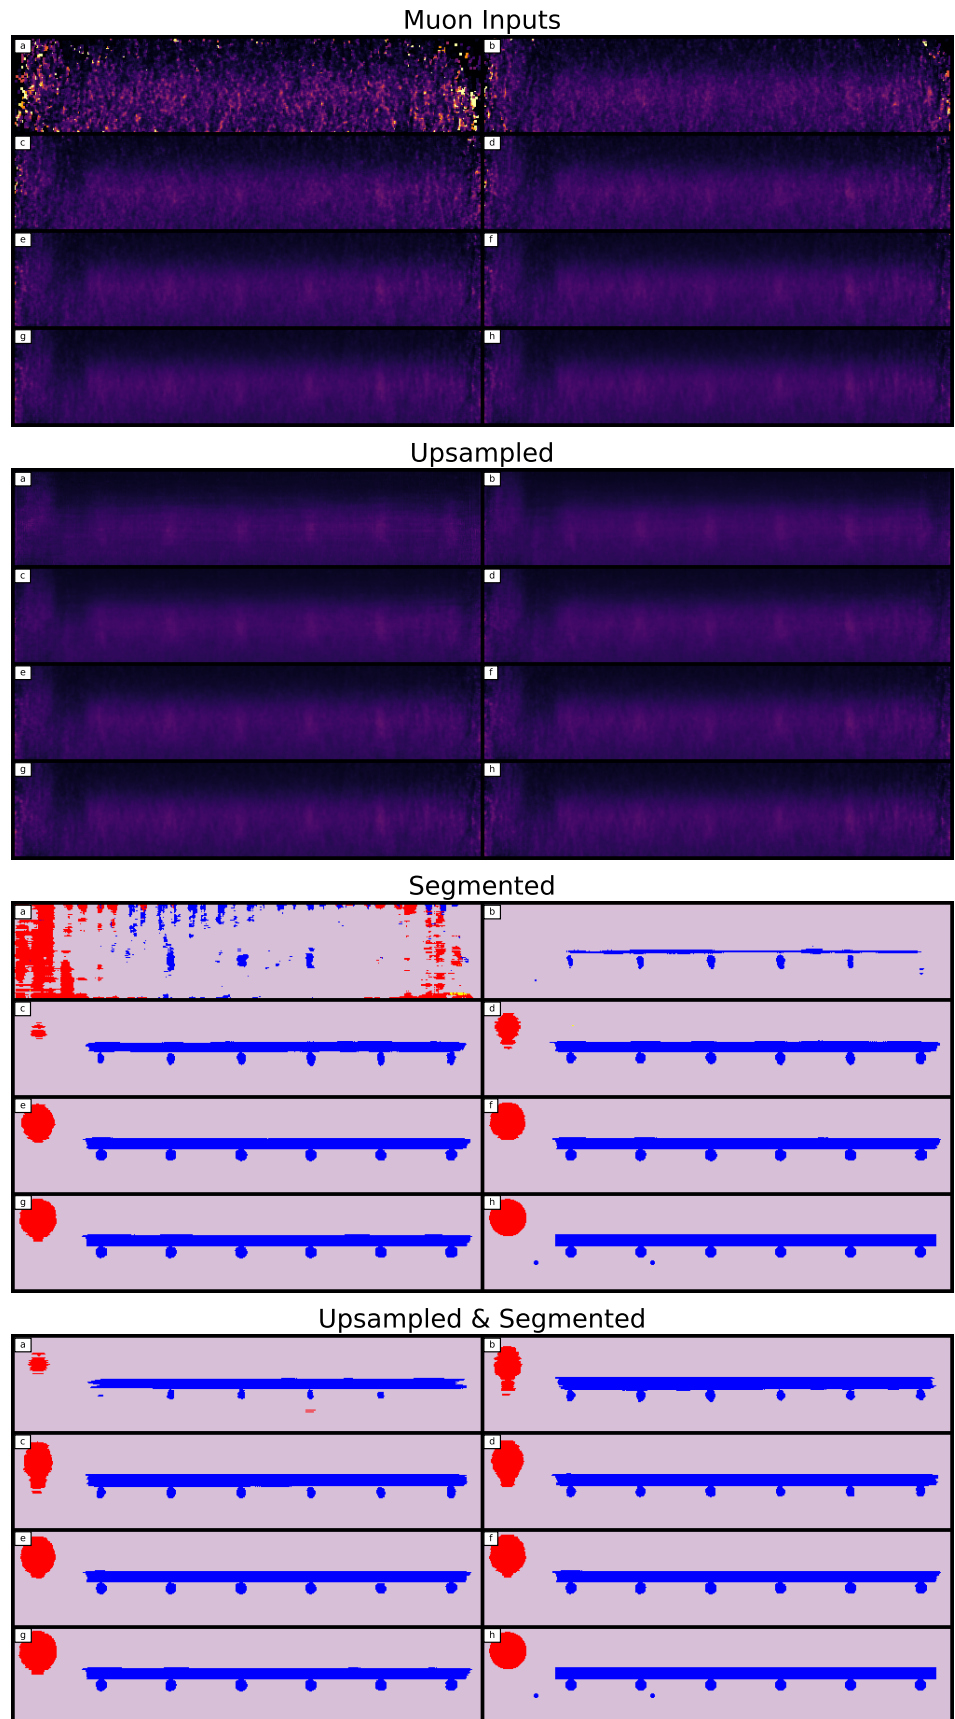 Muon Inputs
a b
c d
e f
g h
Upsampled
a b
c d
e f
g h
Segmented
a b
c d
e f
g h
Upsampled & Segmented
a b
c d
e f
g h